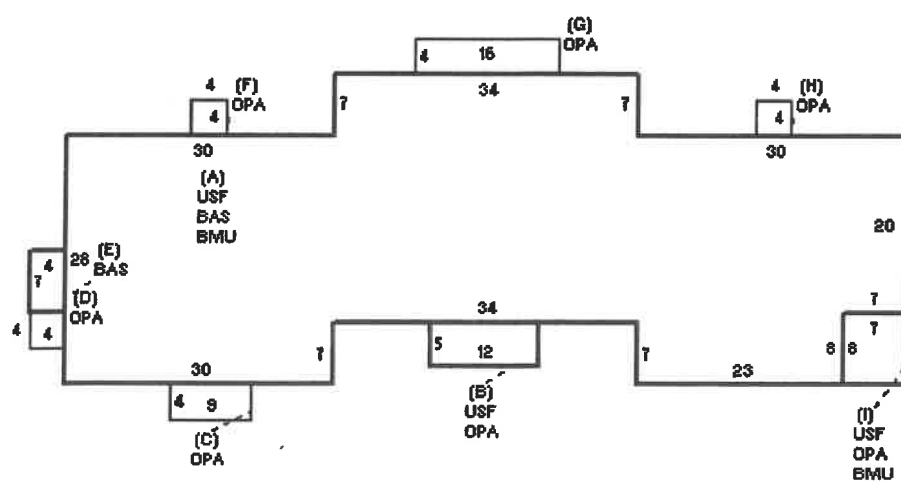 (G)
OPA
4 16
34
4 (F)
OPA
4
7
7
4 (H)
OPA
4
30
30
(A)
USF
BAS
BMU
20
28 (E)
BAS
4
7
(D)
OPA
4 4
34
5 12
7
7
7
7
8 8
30
23
4 9
(B)
USF
OPA
(C)
OPA
(I)
USF
OPA
BMU